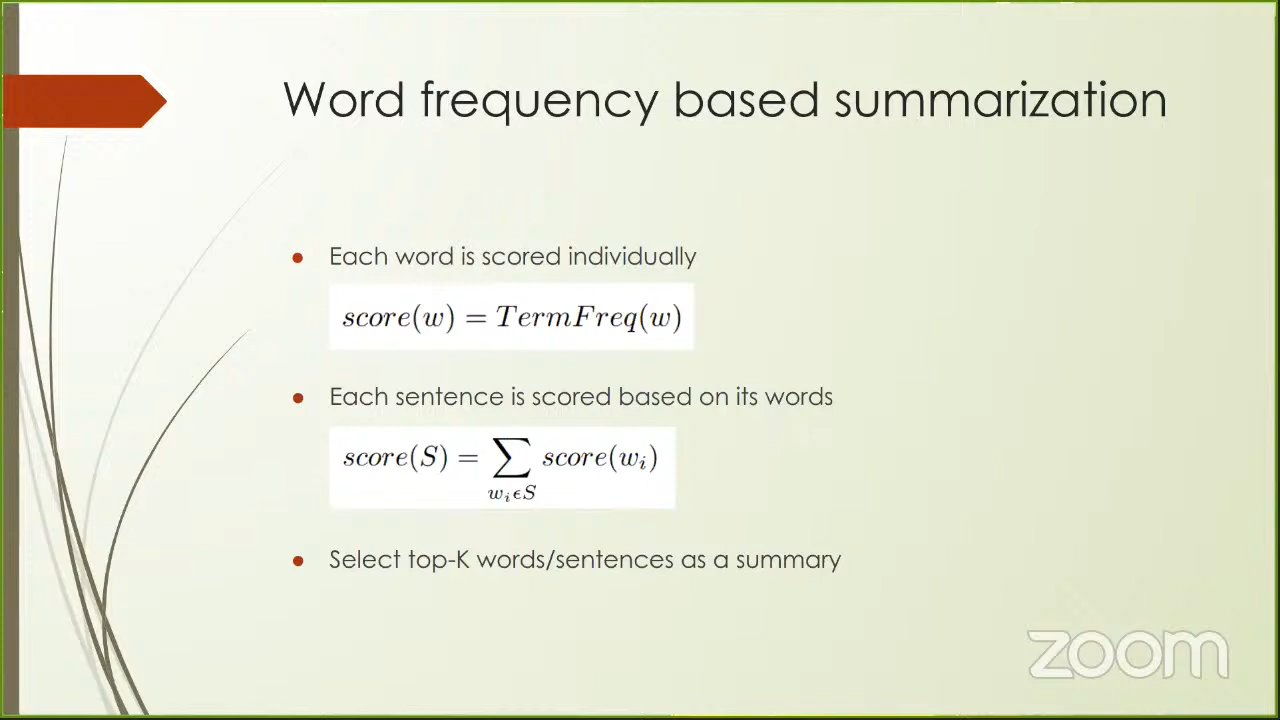 Word frequency based summarization
Each word is scored individually
score(w) = TermFreq(w)
Each sentence is scored based on its words
score(S) = ∑ score(wᵢ)
wᵢϵS
Select top-K words/sentences as a summary
zoom